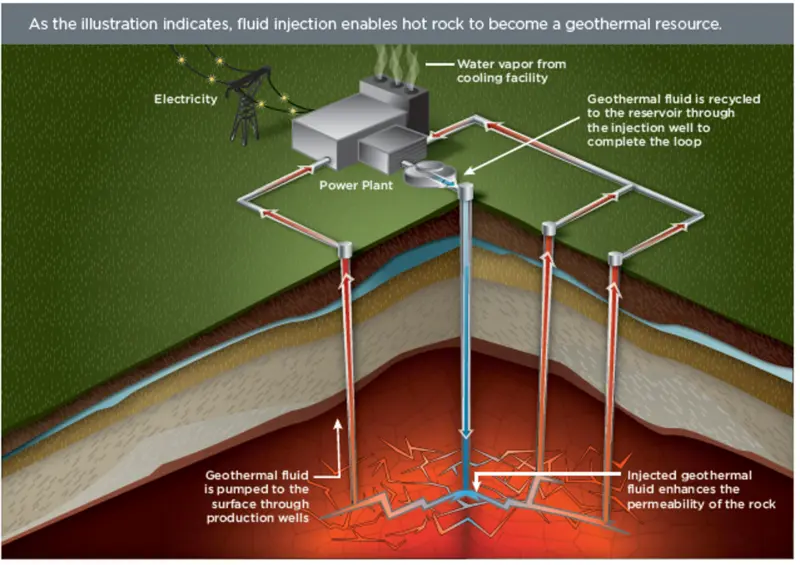 As the illustration indicates, fluid injection enables hot rock to become a geothermal resource.
Water vapor from
cooling facility
Electricity
Geothermal fluid is recycled
to the reservoir through
the injection well to
complete the loop
Power Plant
Geothermal fluid
is pumped to the
surface through
production wells
Injected geothermal
fluid enhances the
permeability of the rock